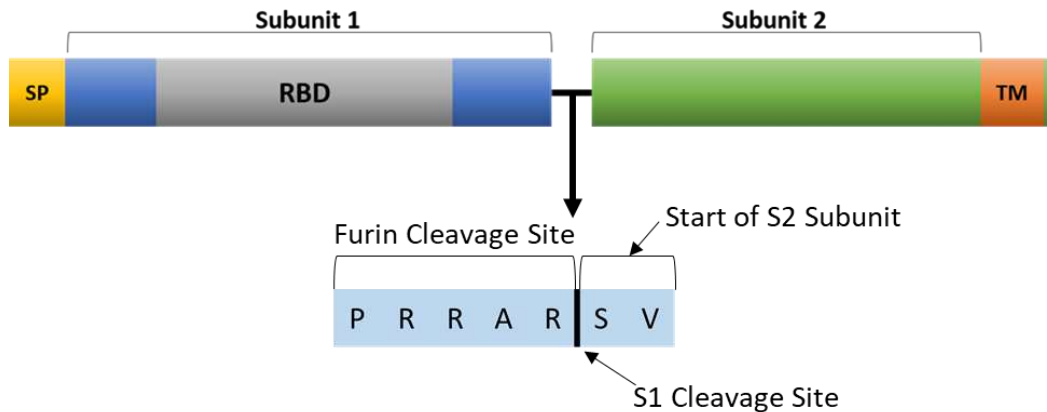 Subunit 1
Subunit 2
SP
RBD
TM
Start of S2 Subunit
Furin Cleavage Site
P R R A R S V
S1 Cleavage Site